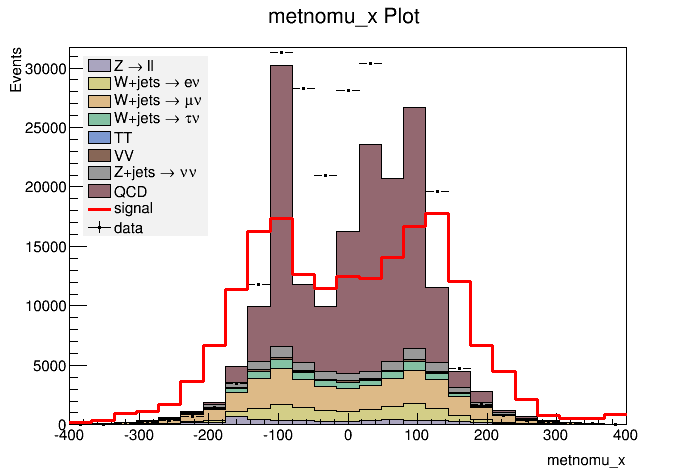 metnomu_x Plot
Events
30000
25000
20000
15000
10000
5000
0
Z → ll
W+jets → eν
W+jets → μν
W+jets → τν
TT
VV
Z+jets → νν
QCD
signal
data
-400 -300 -200 -100 0 100 200 300 400
metnomu_x